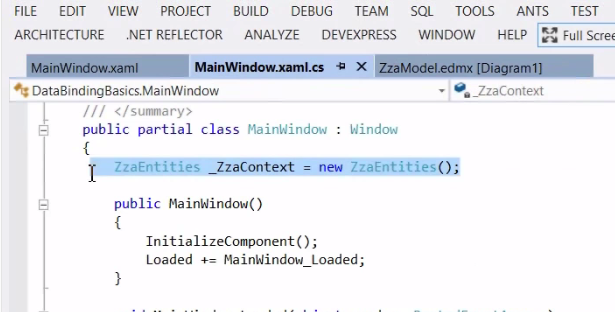 FILE EDIT VIEW PROJECT BUILD DEBUG TEAM SQL TOOLS ANTS TEST
ARCHITECTURE .NET REFLECTOR ANALYZE DEVEXPRESS WINDOW HELP Full Scree
MainWindow.xaml MainWindow.xaml.cs ZzaModel.edmx [Diagram1]
DataBindingBasics.MainWindow _ZzaContext
/// </summary>
public partial class MainWindow : Window
{
ZzaEntities _ZzaContext = new ZzaEntities();
public MainWindow()
{
InitializeComponent();
Loaded += MainWindow_Loaded;
}